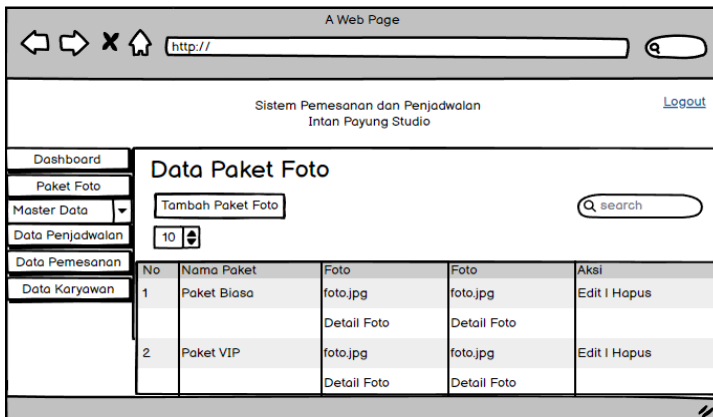 A Web Page
http://
Sistem Pemesanan dan Penjadwalan
Intan Payung Studio
Logout
Dashboard
Paket Foto
Master Data
Data Penjadwalan
Data Pemesanan
Data Karyawan
Data Paket Foto
Tambah Paket Foto
search
10
No Nama Paket Foto Foto Aksi
1 Paket Biasa foto.jpg foto.jpg Edit | Hapus
Detail Foto Detail Foto
2 Paket VIP foto.jpg foto.jpg Edit | Hapus
Detail Foto Detail Foto